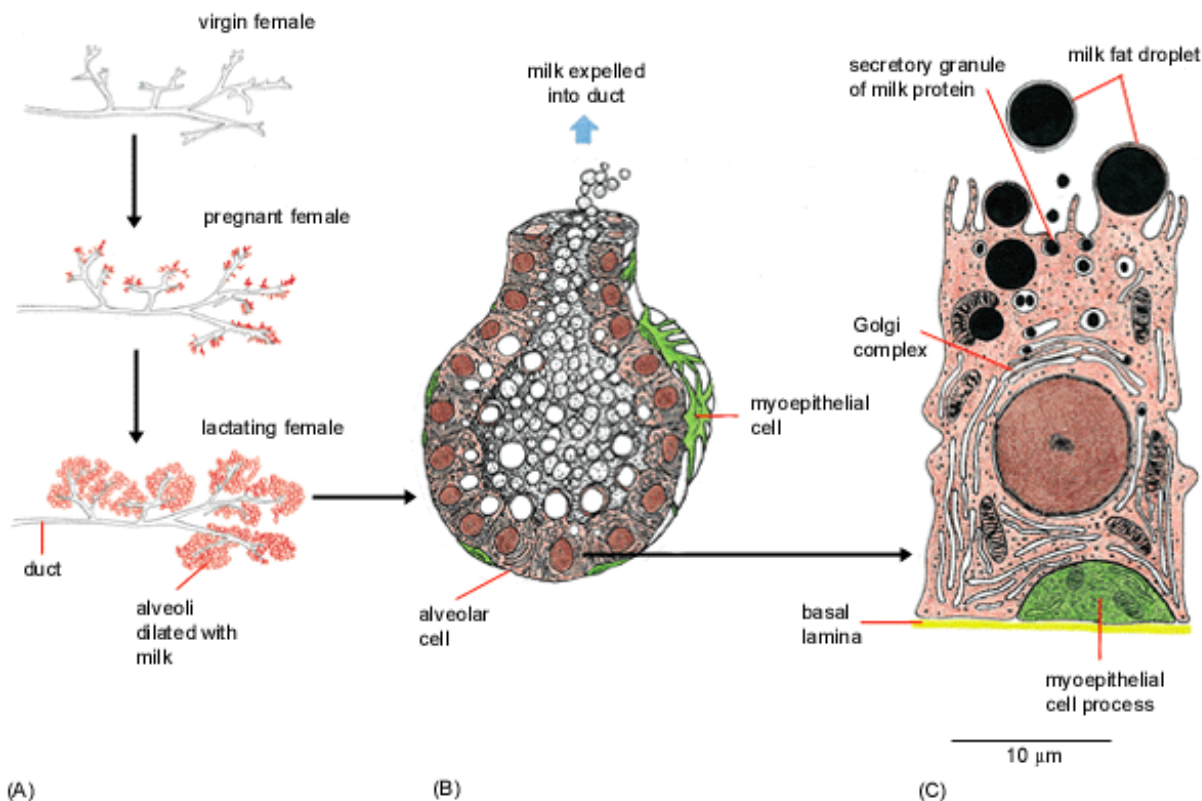 virgin female
pregnant female
lactating female
duct
alveoli
dilated with
milk
(A)
milk expelled
into duct
myoepithelial
cell
alveolar
cell
(B)
secretory granule
of milk protein
milk fat droplet
Golgi
complex
basal
lamina
myoepithelial
cell process
10 μm
(C)